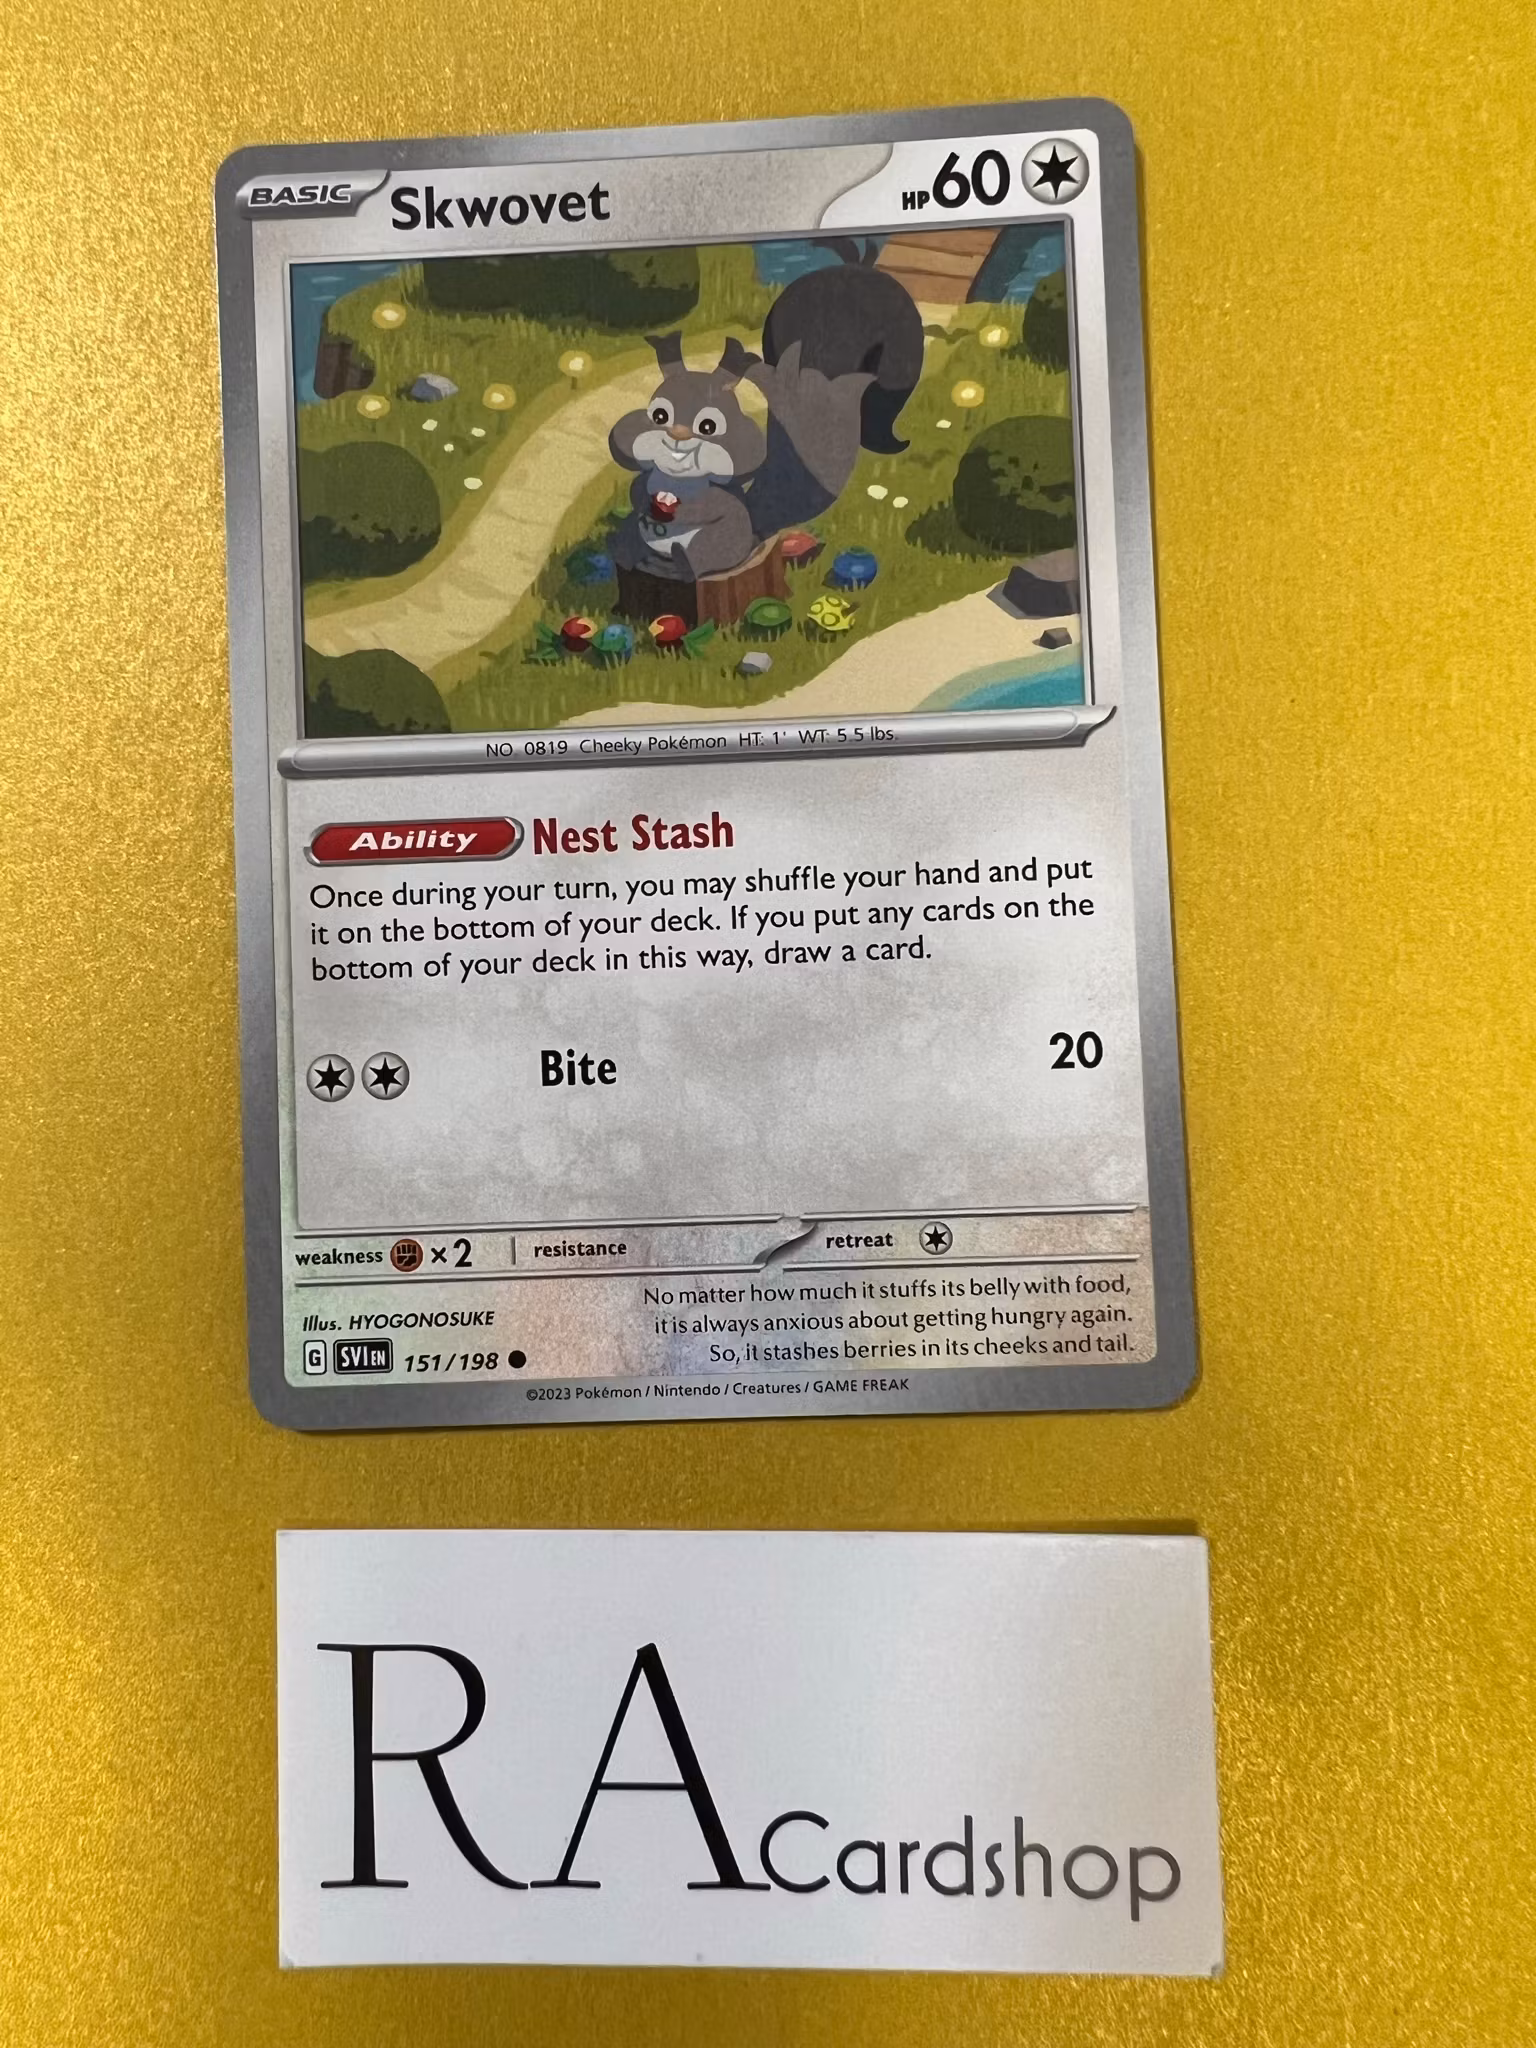 BASIC Skwovet HP 60
NO. 0819 Cheeky Pokémon HT: 1' WT: 5.5 lbs.
Ability Nest Stash
Once during your turn, you may shuffle your hand and put
it on the bottom of your deck. If you put any cards on the
bottom of your deck in this way, draw a card.
Bite 20
weakness ×2 resistance retreat
No matter how much it stuffs its belly with food,
it is always anxious about getting hungry again.
So, it stashes berries in its cheeks and tail.
Illus. HYOGONOSUKE
G SVI EN 151/198
©2023 Pokémon / Nintendo / Creatures / GAME FREAK
RA Cardshop